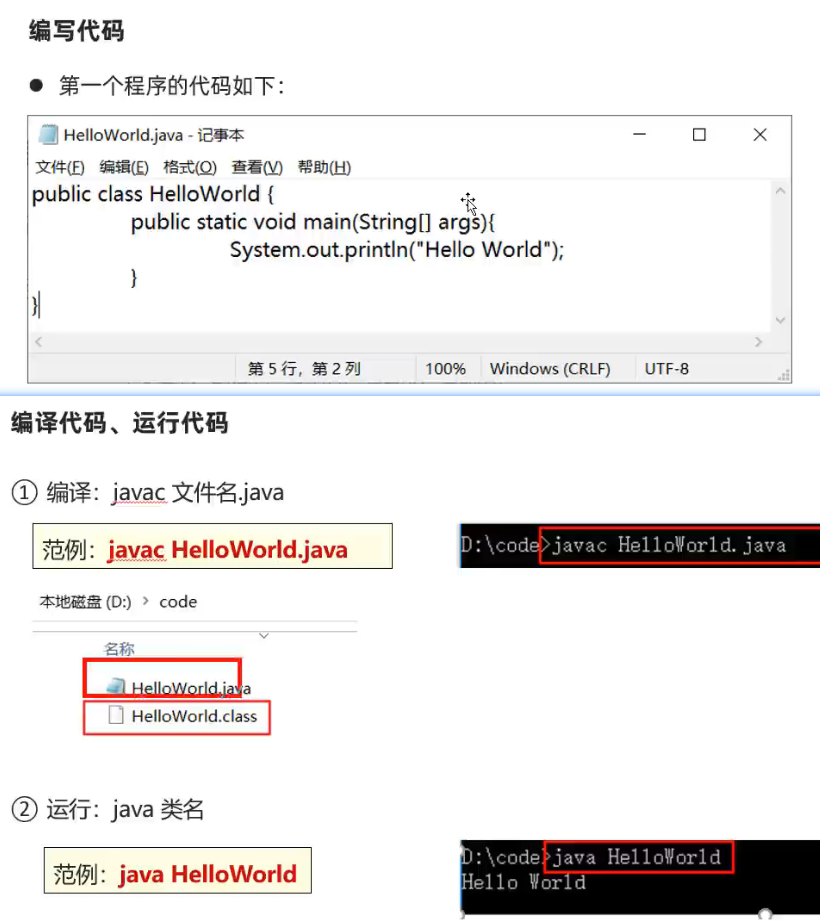 编写代码
● 第一个程序的代码如下:
HelloWorld.java - 记事本
文件(F) 编辑(E) 格式(O) 查看(V) 帮助(H)
public class HelloWorld {
public static void main(String[] args){
System.out.println("Hello World");
}
}
第 5 行，第 2 列 100% Windows (CRLF) UTF-8
编译代码、运行代码
① 编译：javac 文件名.java
范例：javac HelloWorld.java
D:\code>javac HelloWorld.java
本地磁盘 (D:) > code
名称
HelloWorld.java
HelloWorld.class
② 运行：java 类名
范例：java HelloWorld
D:\code>java HelloWorld
Hello World